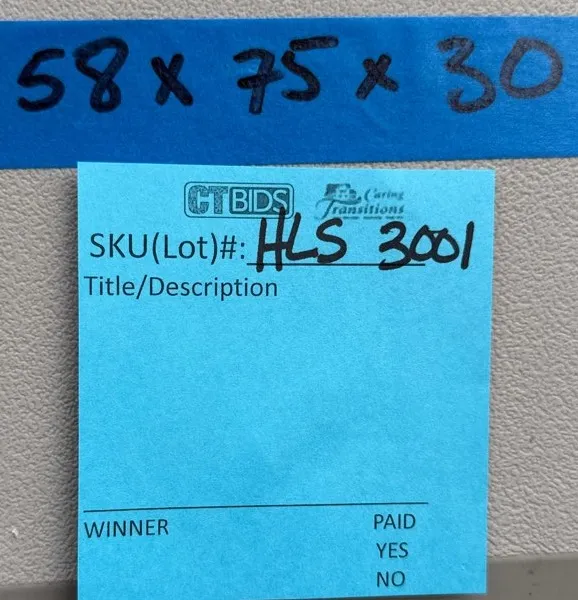 58 x 75 x 30
CTBIDS
Caring Transitions
SKU(Lot)#: HLS 3001
Title/Description
WINNER
PAID
YES
NO